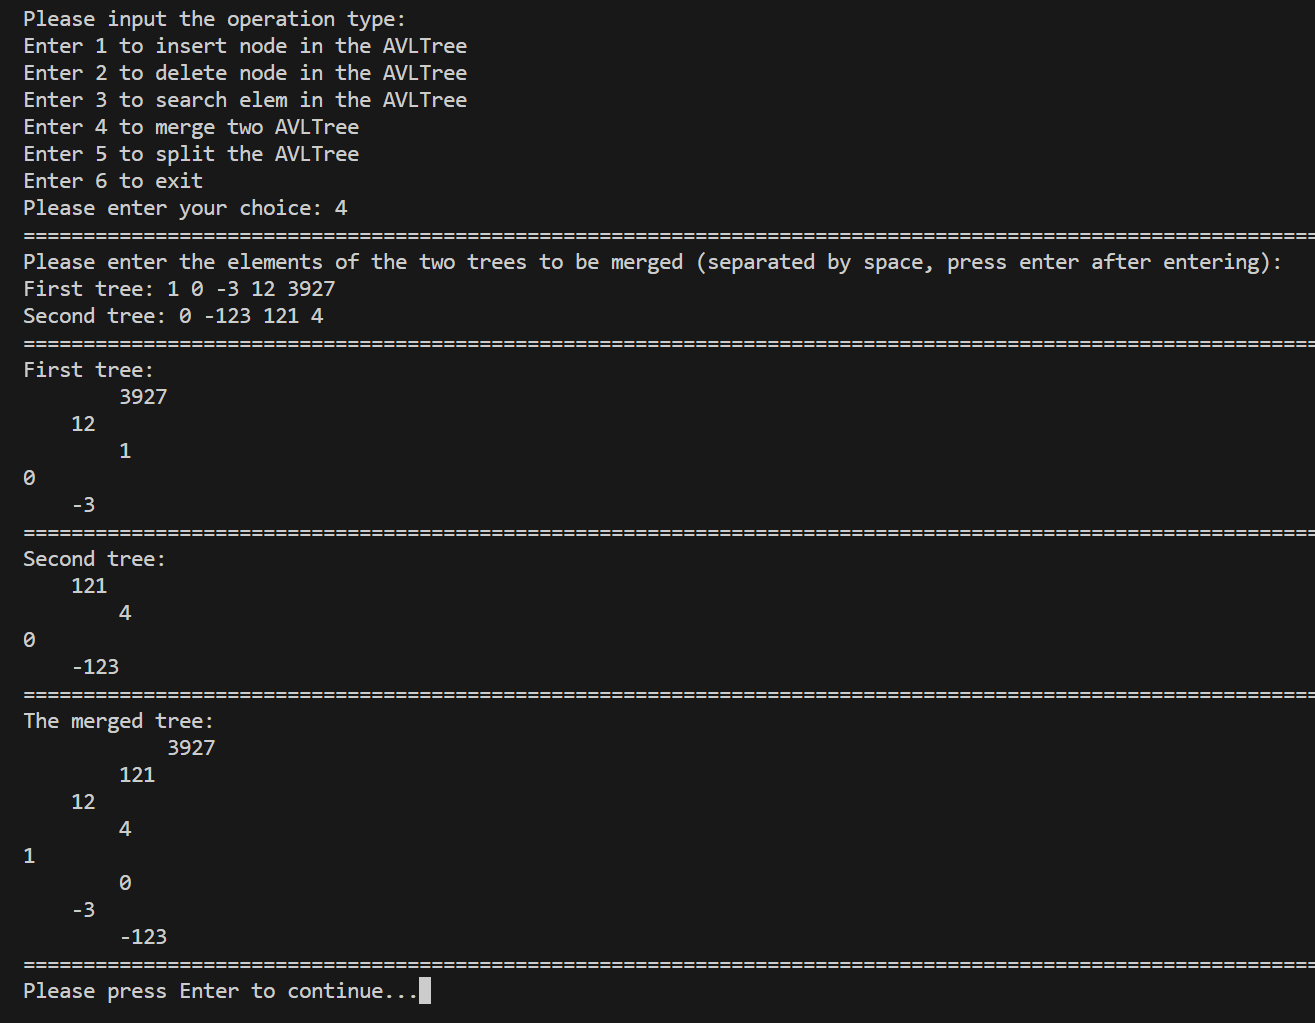 Please input the operation type:
Enter 1 to insert node in the AVLTree
Enter 2 to delete node in the AVLTree
Enter 3 to search elem in the AVLTree
Enter 4 to merge two AVLTree
Enter 5 to split the AVLTree
Enter 6 to exit
Please enter your choice: 4
============================================================================================================
Please enter the elements of the two trees to be merged (separated by space, press enter after entering):
First tree: 1 0 -3 12 3927
Second tree: 0 -123 121 4
============================================================================================================
First tree:
        3927
    12
        1
0
    -3
============================================================================================================
Second tree:
    121
        4
0
    -123
============================================================================================================
The merged tree:
            3927
        121
    12
        4
1
        0
    -3
        -123
============================================================================================================
Please press Enter to continue...